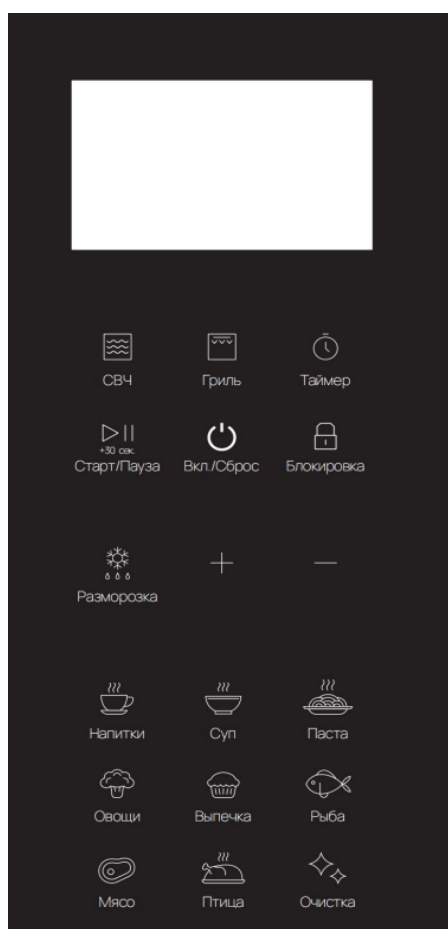 СВЧ Гриль Таймер
+30 сек.
Старт/Пауза Вкл./Сброс Блокировка
Разморозка + −
Напитки Суп Паста
Овощи Выпечка Рыба
Мясо Птица Очистка